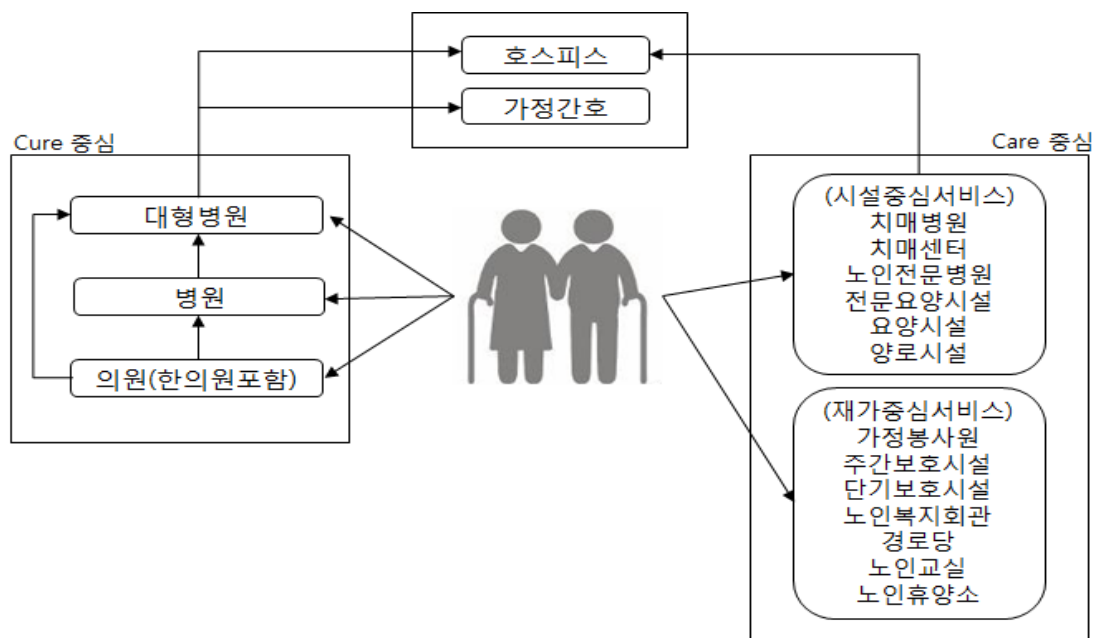 호스피스
가정간호
Cure 중심
대형병원
병원
의원(한의원포함)
Care 중심
(시설중심서비스)
치매병원
치매센터
노인전문병원
전문요양시설
요양시설
양로시설
(재가중심서비스)
가정봉사원
주간보호시설
단기보호시설
노인복지회관
경로당
노인교실
노인휴양소